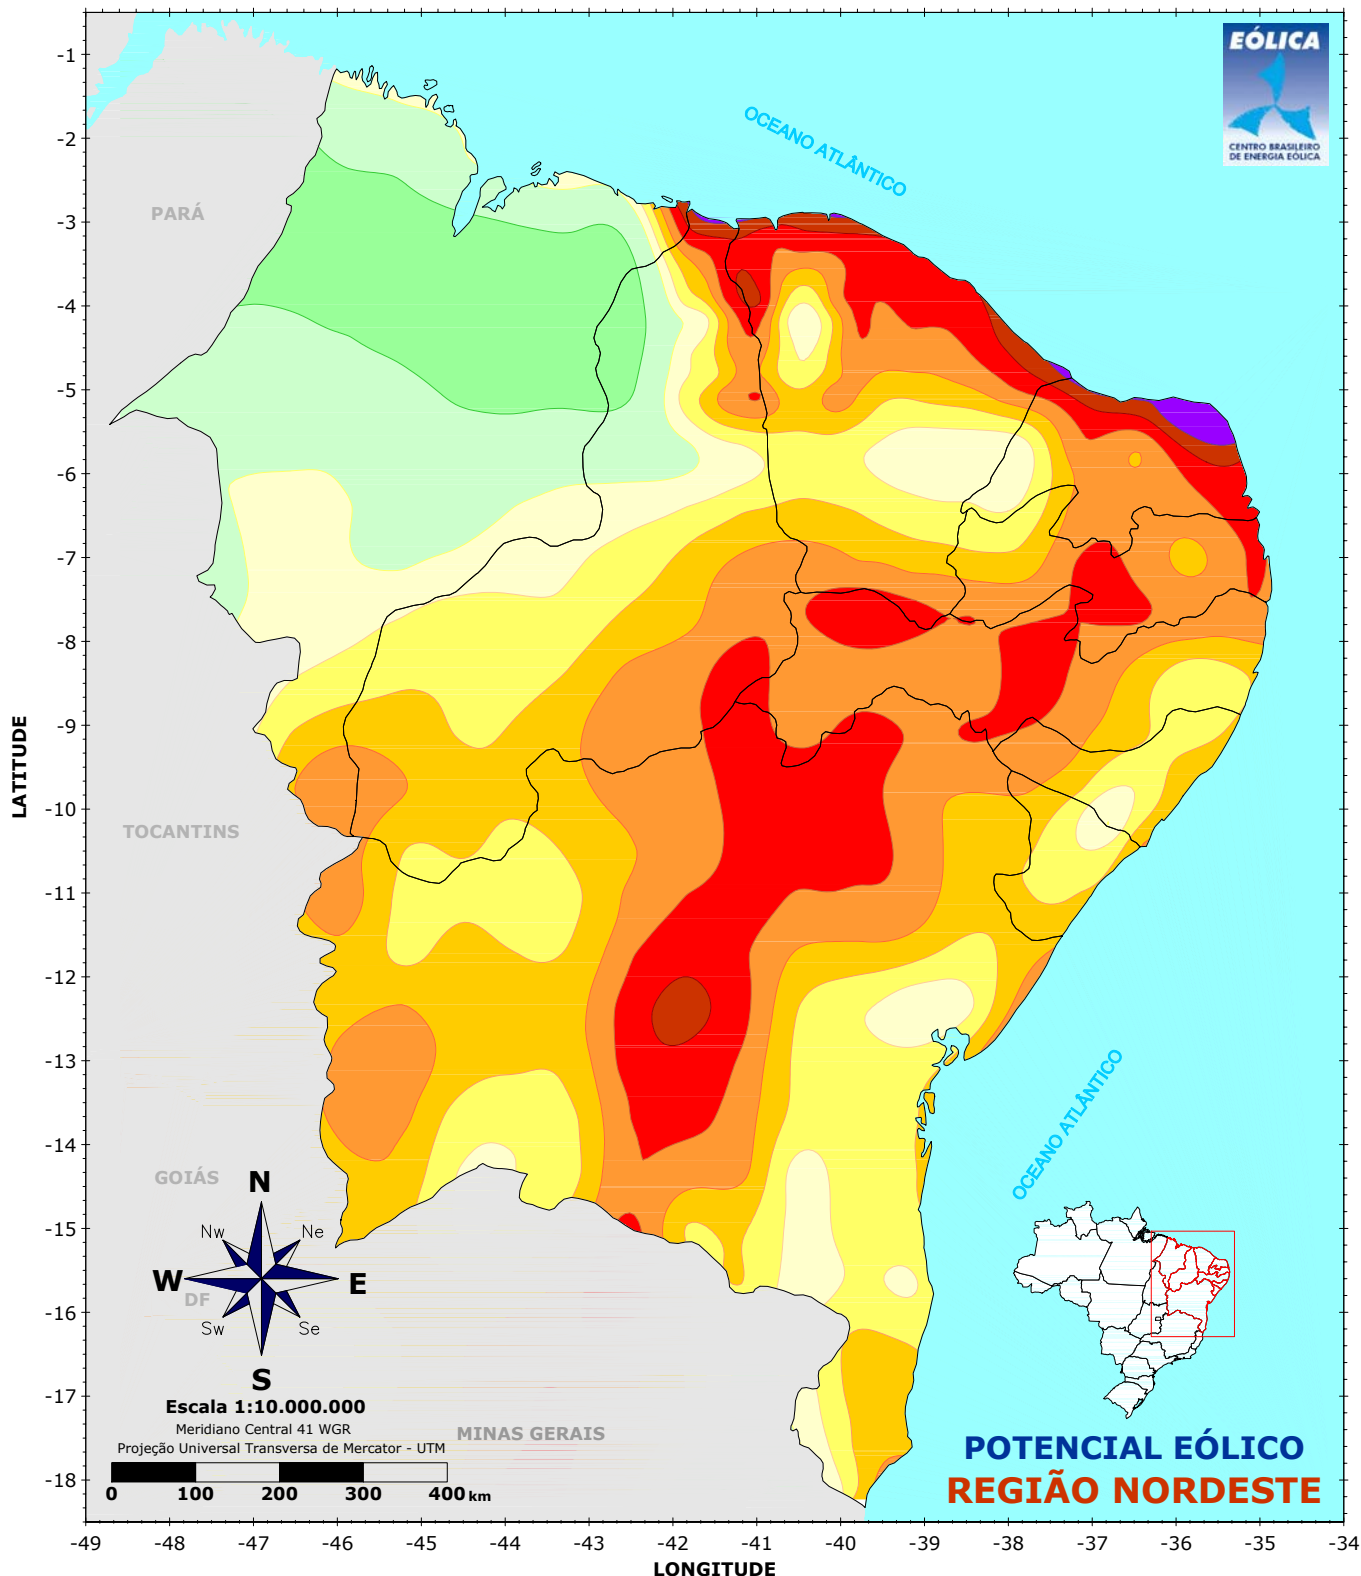 EÓLICA
CENTRO BRASILEIRO
DE ENERGIA EÓLICA
OCEANO ATLÂNTICO
PARÁ
TOCANTINS
GOIÁS
DF
MINAS GERAIS
OCEANO ATLÂNTICO
LATITUDE
-1
-2
-3
-4
-5
-6
-7
-8
-9
-10
-11
-12
-13
-14
-15
-16
-17
-18
N
Nw
Ne
W
E
Sw
Se
S
Escala 1:10.000.000
Meridiano Central 41 WGR
Projeção Universal Transversa de Mercator - UTM
0 100 200 300 400 km
POTENCIAL EÓLICO
REGIÃO NORDESTE
-49 -48 -47 -46 -45 -44 -43 -42 -41 -40 -39 -38 -37 -36 -35 -34
LONGITUDE